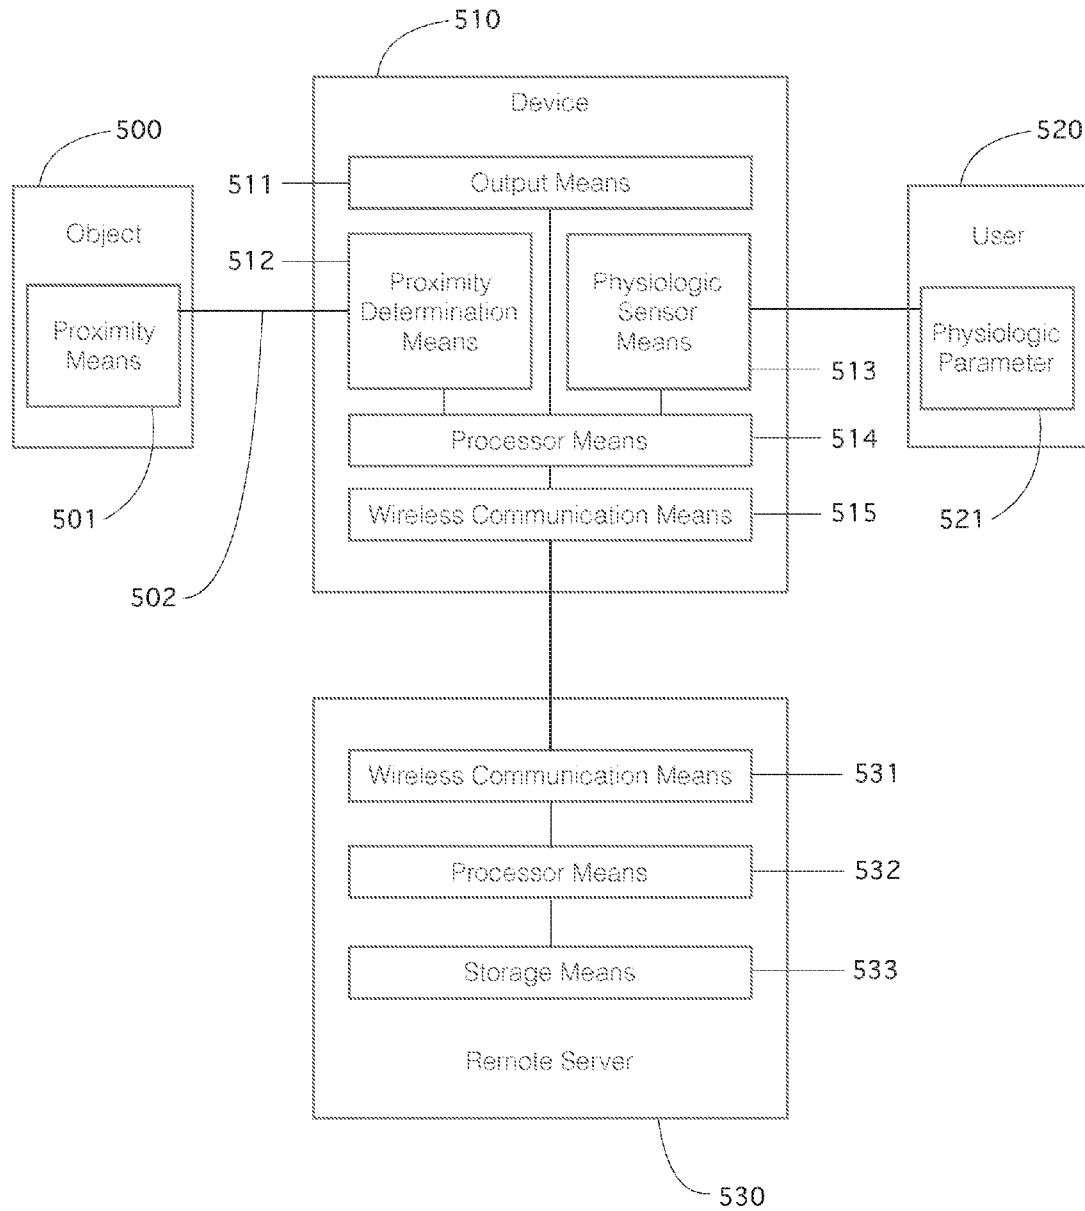 510
Device
500
520
511
Output Means
Object
User
512
Proximity
Determination
Means
Physiologic
Sensor
Means
Proximity
Means
Physiologic
Parameter
513
Processor Means
514
501
Wireless Communication Means
515
521
502
Wireless Communication Means
531
Processor Means
532
Storage Means
533
Remote Server
530